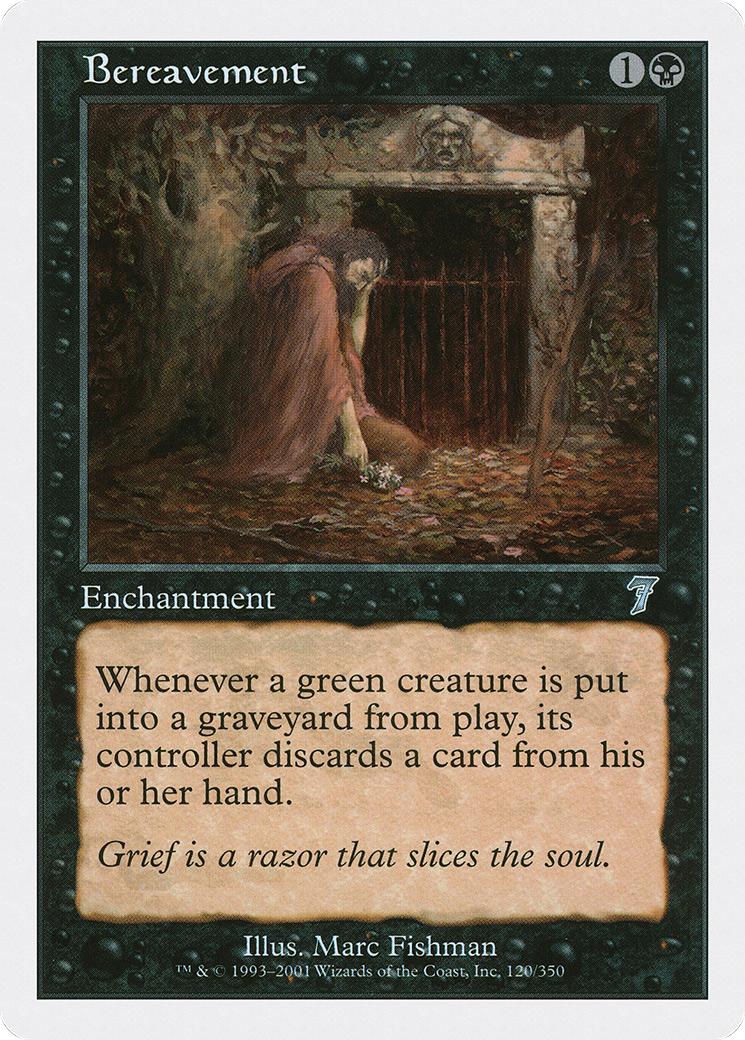 Bereavement 1
Enchantment 7
Whenever a green creature is put
into a graveyard from play, its
controller discards a card from his
or her hand.
Grief is a razor that slices the soul.
Illus. Marc Fishman
™ & © 1993–2001 Wizards of the Coast, Inc. 120/350